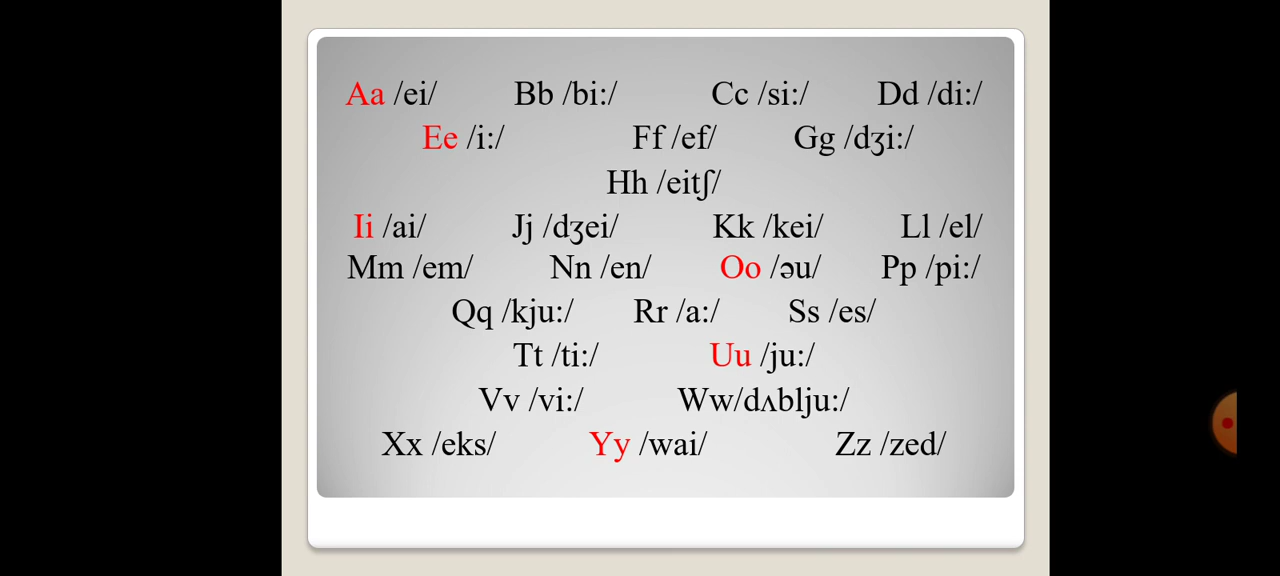 Aa /ei/ Bb /bi:/ Cc /si:/ Dd /di:/
Ee /i:/ Ff /ef/ Gg /dʒi:/
Hh /eitʃ/
Ii /ai/ Jj /dʒei/ Kk /kei/ Ll /el/
Mm /em/ Nn /en/ Oo /əu/ Pp /pi:/
Qq /kju:/ Rr /a:/ Ss /es/
Tt /ti:/ Uu /ju:/
Vv /vi:/ Ww/dʌblju:/
Xx /eks/ Yy /wai/ Zz /zed/